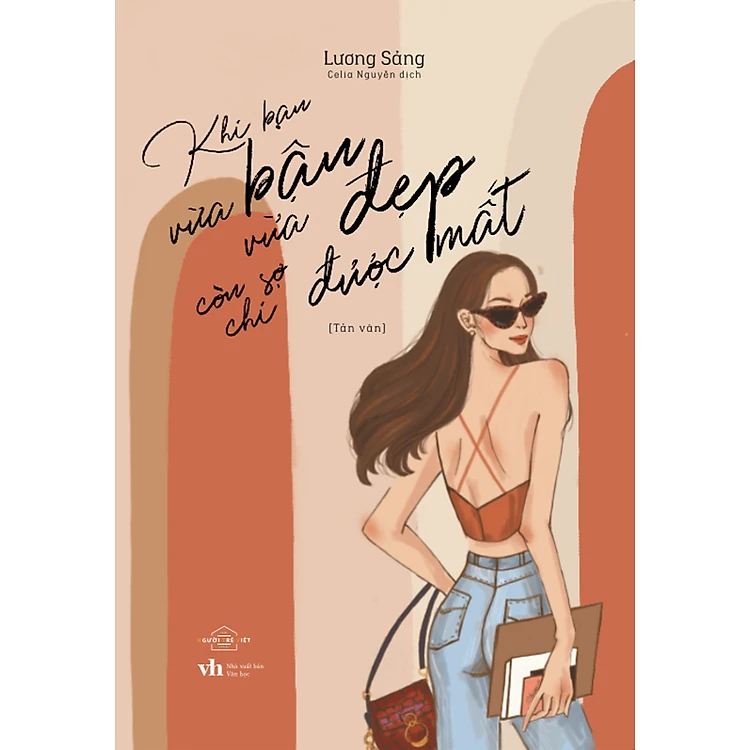 Lương Sảng
Celia Nguyễn dịch
Khi bạn
vừa bận
vừa đẹp
còn sợ
chi được mất
[Tản văn]
NGƯỜI TRẺ VIỆT
vh Nhà xuất bản
Văn học